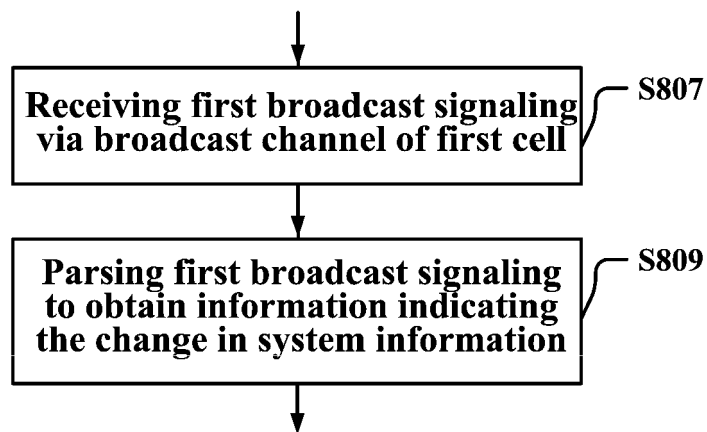 Receiving first broadcast signaling
via broadcast channel of first cell
S807
Parsing first broadcast signaling
to obtain information indicating
the change in system information
S809